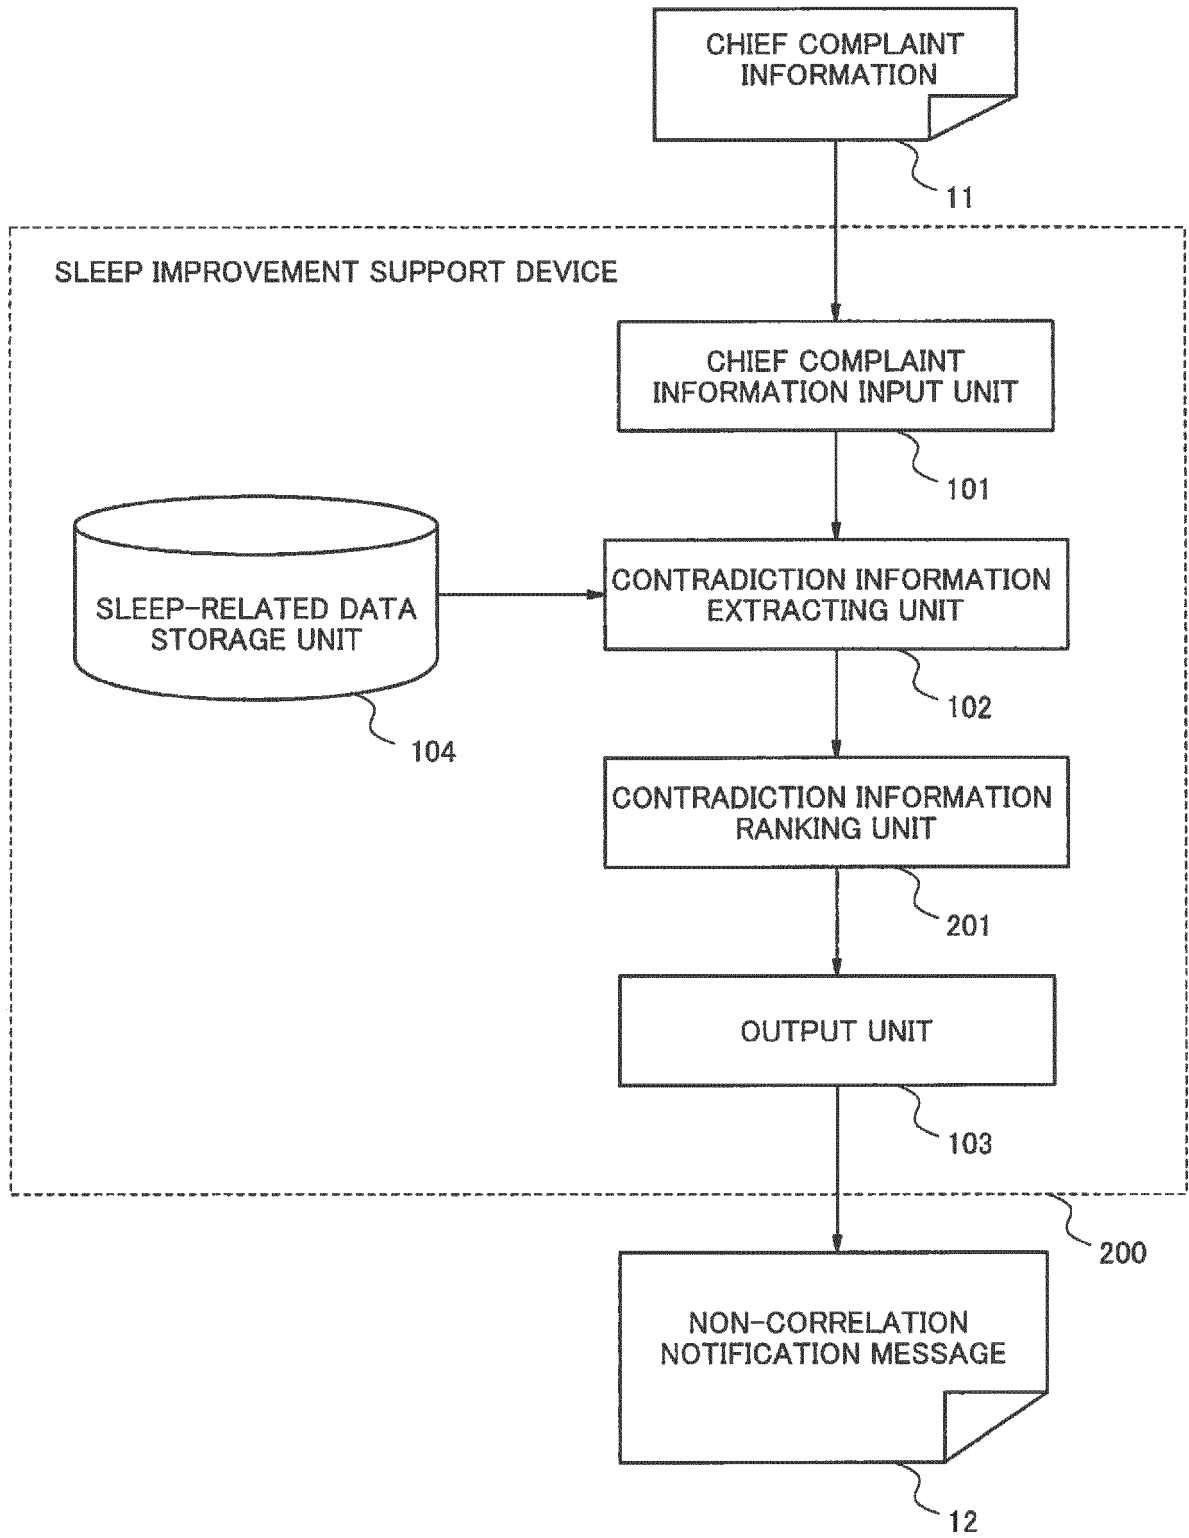 CHIEF COMPLAINT
INFORMATION
11
SLEEP IMPROVEMENT SUPPORT DEVICE
CHIEF COMPLAINT
INFORMATION INPUT UNIT
101
SLEEP-RELATED DATA
STORAGE UNIT
104
CONTRADICTION INFORMATION
EXTRACTING UNIT
102
CONTRADICTION INFORMATION
RANKING UNIT
201
OUTPUT UNIT
103
200
NON-CORRELATION
NOTIFICATION MESSAGE
12